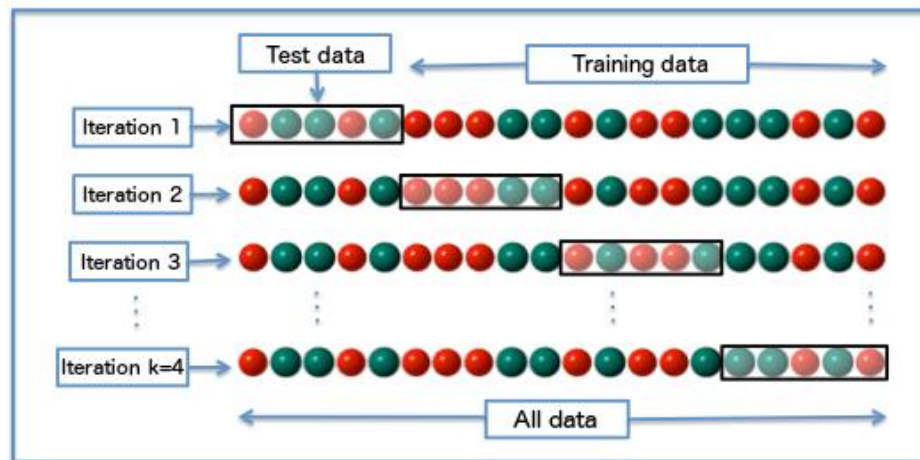 Test data
Training data
Iteration 1
Iteration 2
Iteration 3
Iteration k=4
All data